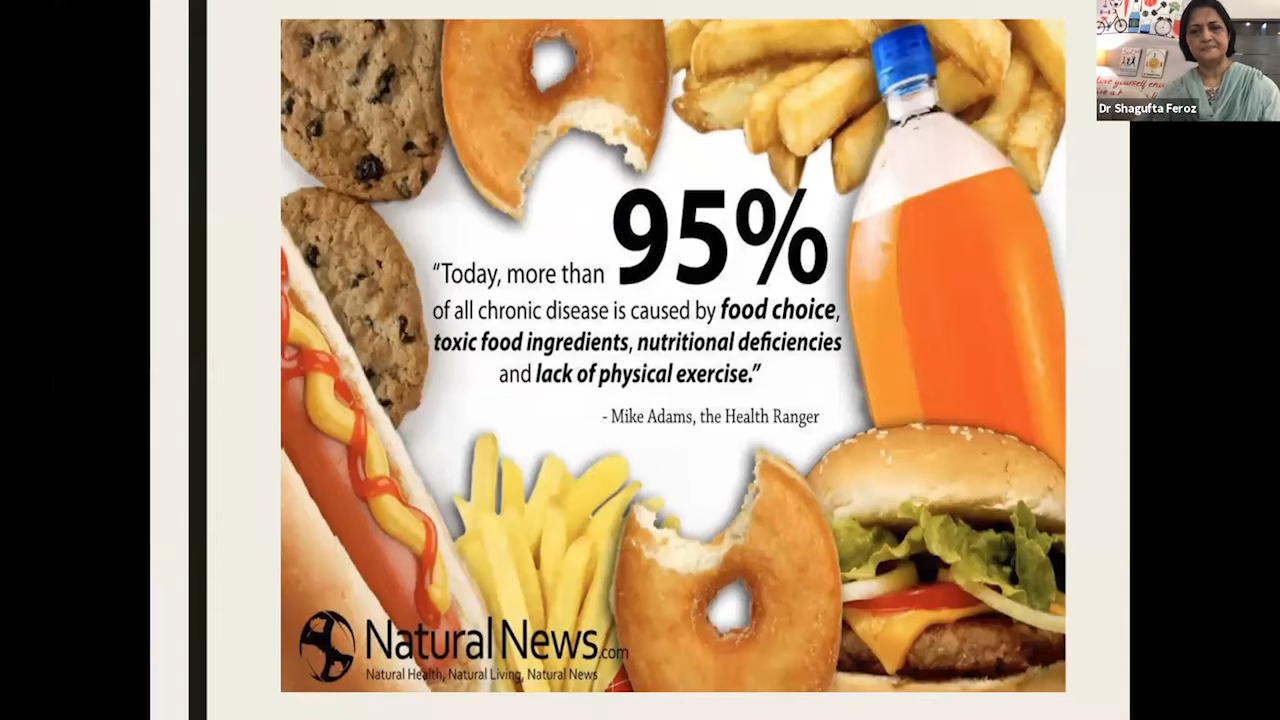 Dr Shagufta Feroz
95%
“Today, more than
of all chronic disease is caused by food choice,
toxic food ingredients, nutritional deficiencies
and lack of physical exercise.”
- Mike Adams, the Health Ranger
NaturalNews.com
Natural Health, Natural Living, Natural News